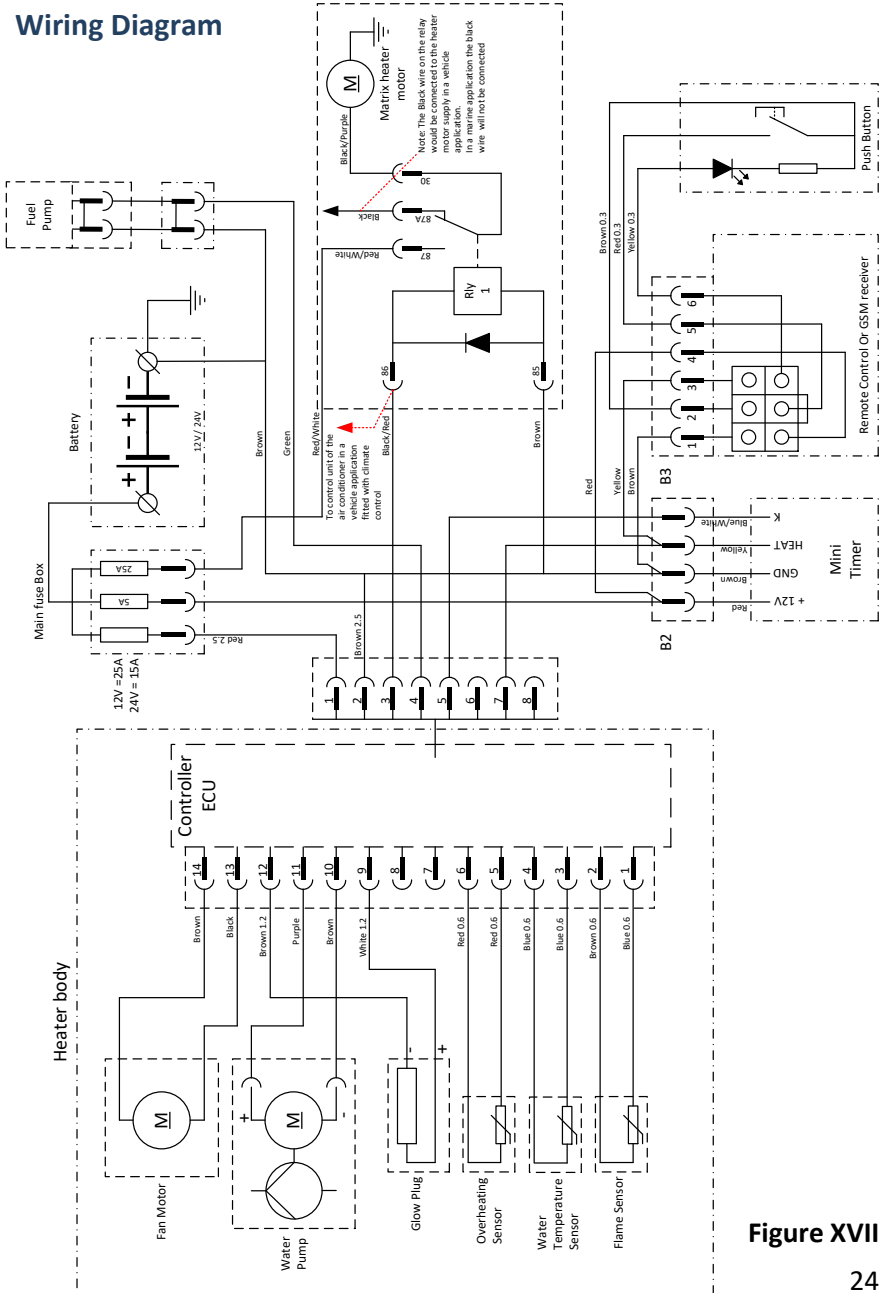 Wiring Diagram
Fuel
Pump
Battery
12V / 24V
Brown
Green
Main fuse Box
25A
5A
12V =25A
24V = 15A
Red 2.5
Brown 2.5
Red/White
To control unit of the
air conditioner in a
vehicle application
fitted with climate
control
Black/Red
Brown
M
Matrix heater
motor
Black/Purple
Note: The Black wire on the relay
would be connected to the heater
motor supply in a vehicle
application.
In a marine application the black
wire will not be connected
30
87A
87
Black
Red/White
Rly
1
86
85
Push Button
Brown 0.3
Red 0.3
Yellow 0.3
6
5
4
3
2
1
B3
Remote Control Or GSM receiver
Red
Yellow
Brown
B2
Blue/White
Yellow
Brown
Red
K
HEAT
GND
+ 12V
Mini
Timer
1
2
3
4
5
6
7
8
Heater body
Controller
ECU
14
13
12
11
10
9
8
7
6
5
4
3
2
1
Brown
Black
Brown 1.2
Purple
Brown
White 1.2
Red 0.6
Red 0.6
Blue 0.6
Blue 0.6
Brown 0.6
Blue 0.6
M
Fan Motor
+
-
M
Water
Pump
-
+
Glow Plug
Overheating
Sensor
Water
Temperature
Sensor
Flame Sensor
Figure XVII
24